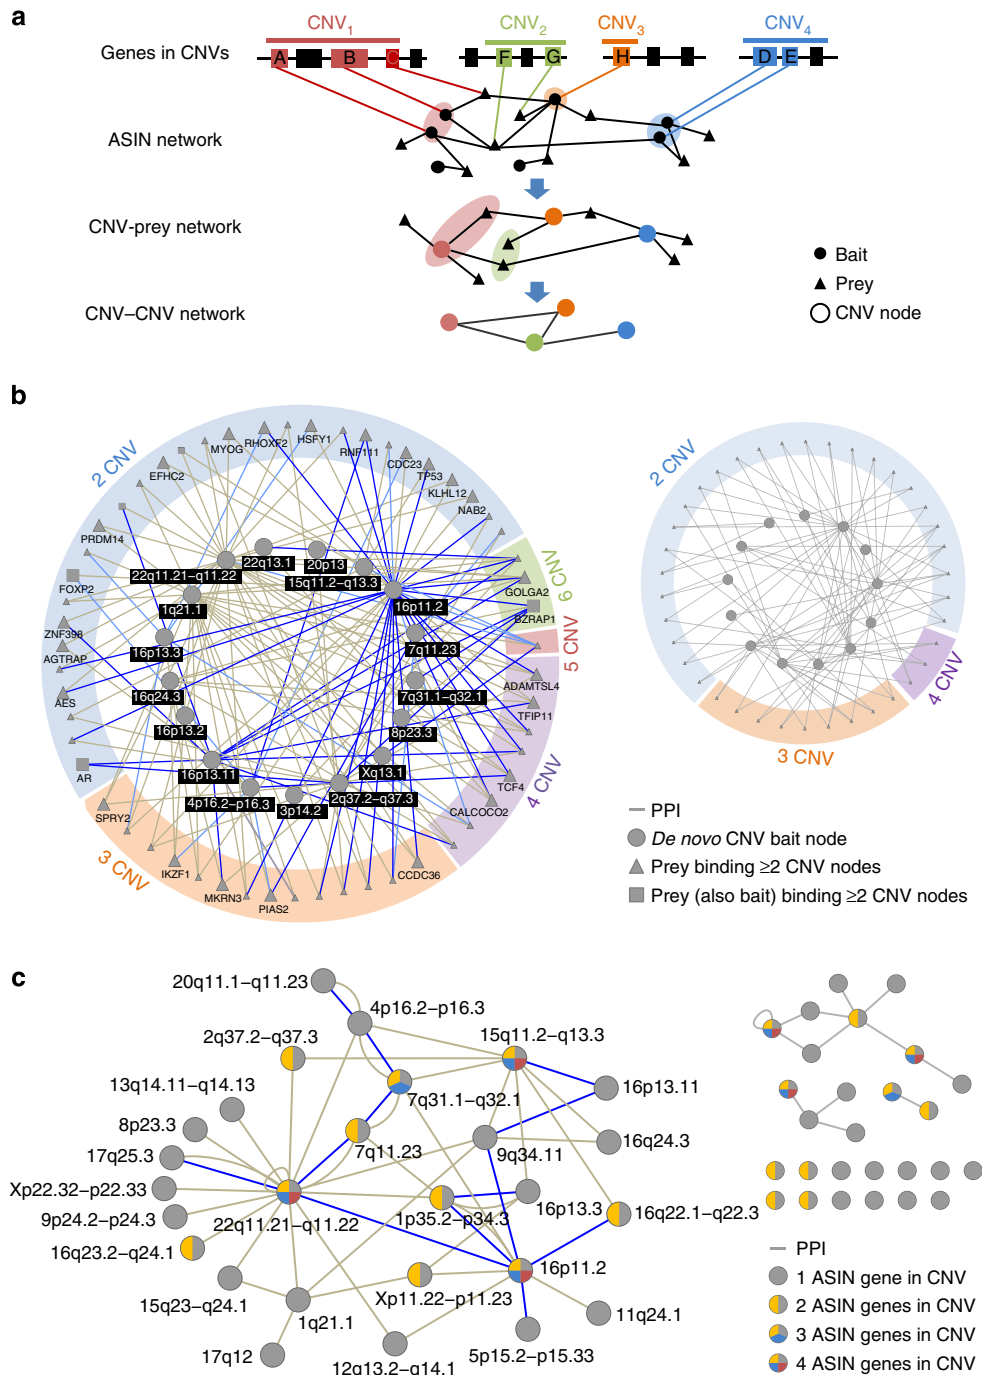 a
CNV1
CNV2
CNV3
CNV4
Genes in CNVs
A
B
C
F
G
H
D
E
ASIN network
CNV-prey network
Bait
Prey
CNV node
CNV–CNV network
b
2 CNV
MYOG
RHOXF2
HSFY1
RNF111
CDC23
TP53
KLHL12
NAB2
EFHC2
PRDM14
FOXP2
ZNF398
AGTRAP
AES
AR
6 CNV
GOLGA2
BZRAP1
5 CNV
ADAMTSL4
TFIP11
4 CNV
TCF4
CALCOCO2
3 CNV
SPRY2
IKZF1
MKRN3
PIAS2
CCDC36
22q13.1
20p13
22q11.21–q11.22
15q11.2–q13.3
1q21.1
16p11.2
16p13.3
7q11.23
16q24.3
7q31.1–q32.1
16p13.2
8p23.3
16p13.11
Xq13.1
4p16.2–p16.3
3p14.2
2q37.2–q37.3
2 CNV
4 CNV
3 CNV
PPI
De novo CNV bait node
Prey binding ≥2 CNV nodes
Prey (also bait) binding ≥2 CNV nodes
c
20q11.1–q11.23
4p16.2–p16.3
2q37.2–q37.3
15q11.2–q13.3
13q14.11–q14.13
7q31.1–q32.1
16p13.11
8p23.3
7q11.23
16q24.3
17q25.3
9q34.11
Xp22.32–p22.33
9p24.2–p24.3
22q11.21–q11.22
1p35.2–p34.3
16p13.3
16q22.1–q22.3
16q23.2–q24.1
16p11.2
15q23–q24.1
Xp11.22–p11.23
1q21.1
11q24.1
17q12
12q13.2–q14.1
5p15.2–p15.33
PPI
1 ASIN gene in CNV
2 ASIN genes in CNV
3 ASIN genes in CNV
4 ASIN genes in CNV